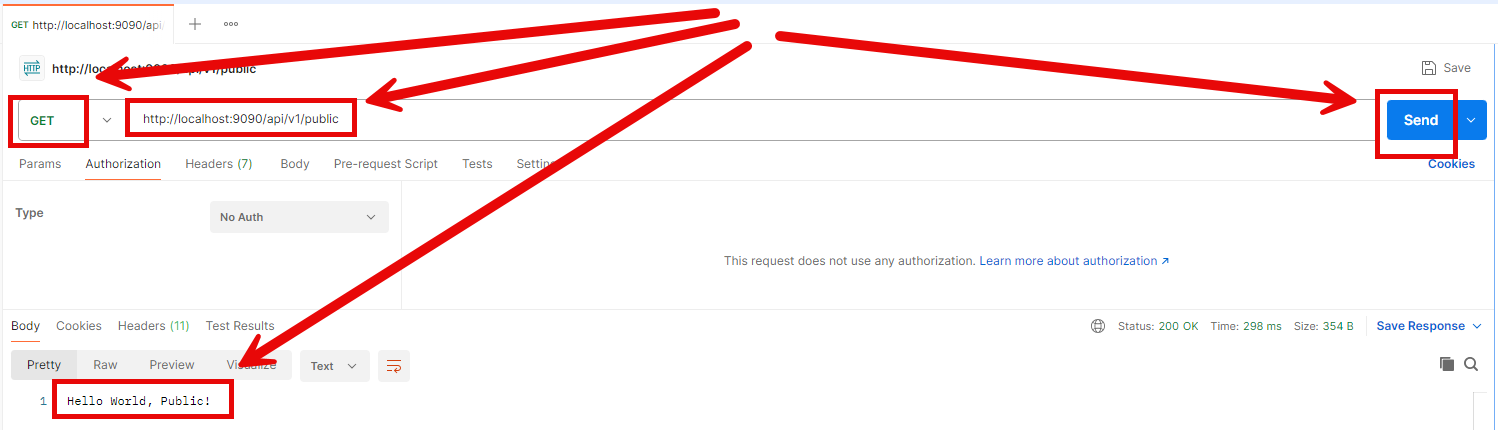 GET http://localhost:9090/api/
HTTP http://localhost:9090/api/v1/public Save
GET http://localhost:9090/api/v1/public Send
Params Authorization Headers (7) Body Pre-request Script Tests Settings Cookies
Type No Auth
This request does not use any authorization. Learn more about authorization ↗
Body Cookies Headers (11) Test Results Status: 200 OK Time: 298 ms Size: 354 B Save Response
Pretty Raw Preview Visualize Text
1 Hello World, Public!